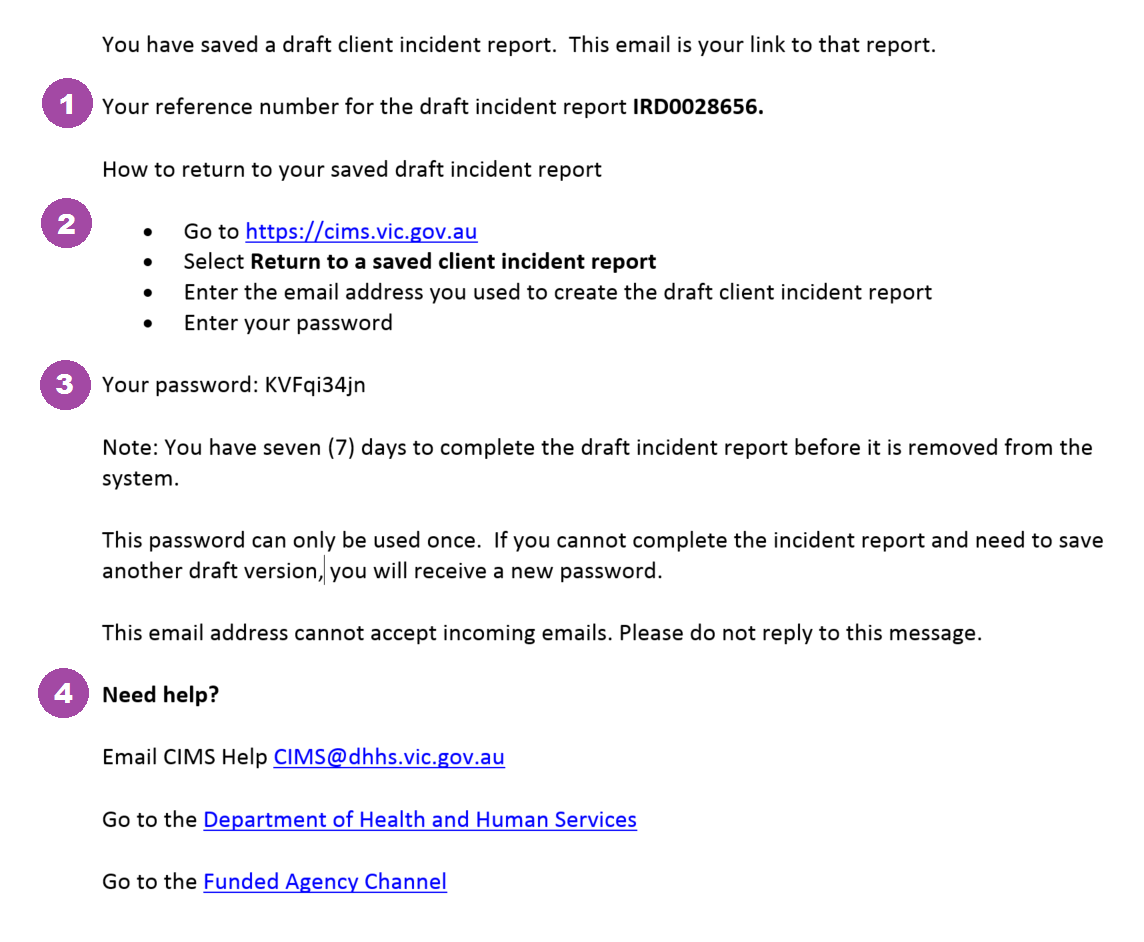 You have saved a draft client incident report.  This email is your link to that report.
1 Your reference number for the draft incident report IRD0028656.
How to return to your saved draft incident report
2
• Go to https://cims.vic.gov.au
• Select Return to a saved client incident report
• Enter the email address you used to create the draft client incident report
• Enter your password
3 Your password: KVFqi34jn
Note: You have seven (7) days to complete the draft incident report before it is removed from the
system.
This password can only be used once.  If you cannot complete the incident report and need to save
another draft version, you will receive a new password.
This email address cannot accept incoming emails. Please do not reply to this message.
4 Need help?
Email CIMS Help CIMS@dhhs.vic.gov.au
Go to the Department of Health and Human Services
Go to the Funded Agency Channel